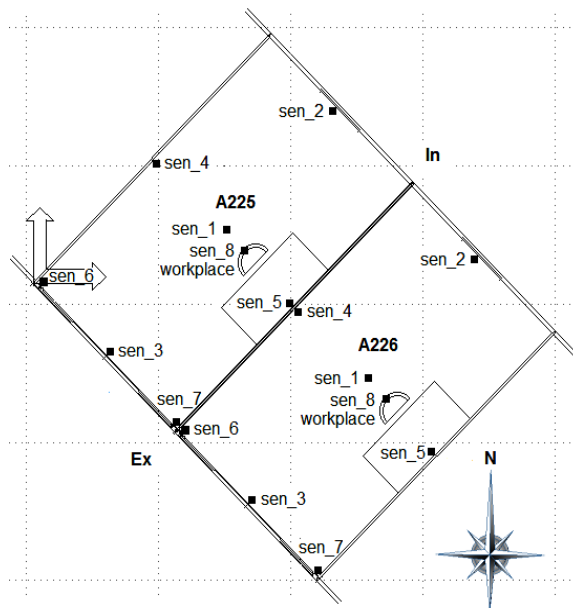 sen_2
In
sen_4
A225
sen_1
sen_8
workplace
sen_2
sen_6
sen_5
sen_4
A226
sen_3
sen_1
sen_8
workplace
sen_7
sen_6
sen_5
Ex
N
sen_3
sen_7